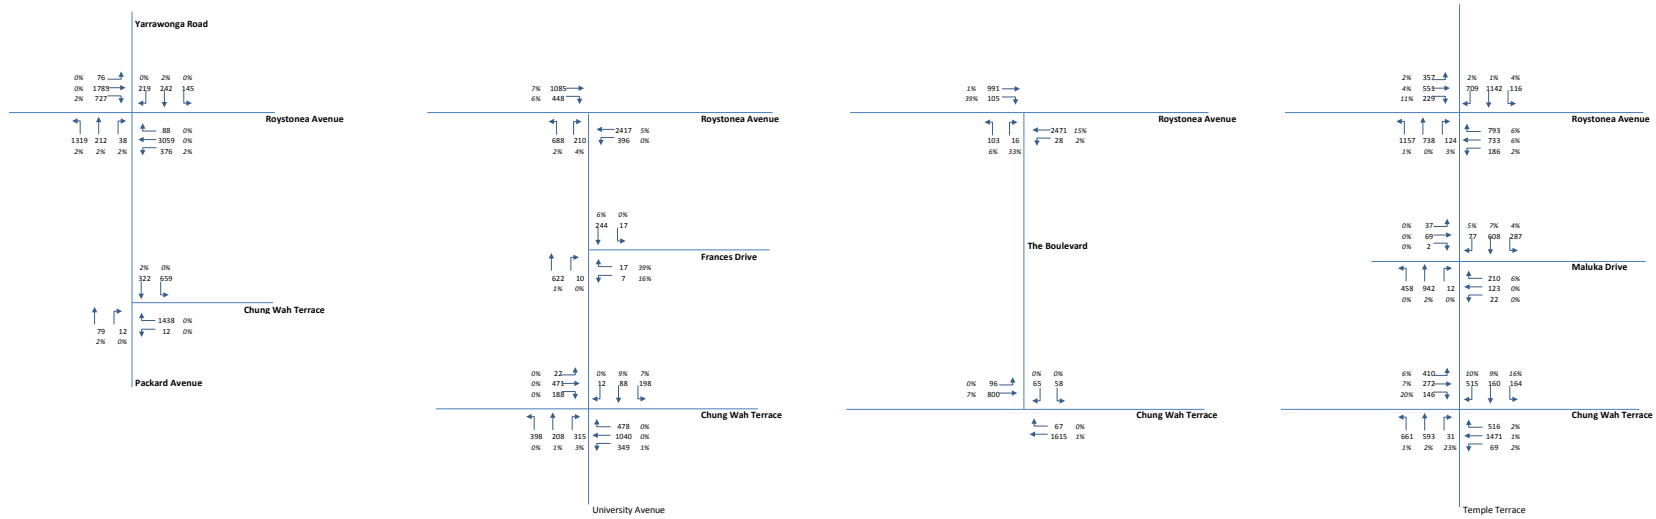 Yarrawonga Road
0% 76 0% 2% 0%
0% 1785 219 242 145
2% 727
Roystonea Avenue
88 0%
1319 212 38 3059 0%
2% 2% 2% 376 2%
2% 0%
322 659
Chung Wah Terrace
1438 0%
79 12 12 0%
2% 0%
Packard Avenue
7% 1085
6% 448
Roystonea Avenue
2417 5%
688 210 396 0%
2% 4%
6% 0%
244 17
Frances Drive
17 39%
622 10 7 16%
1% 0%
0% 22 0% 9% 7%
0% 471 12 88 198
0% 188
Chung Wah Terrace
478 0%
398 208 315 1040 0%
0% 1% 3% 349 1%
University Avenue
1% 991
39% 105
Roystonea Avenue
2471 15%
103 16 28 2%
6% 33%
The Boulevard
0% 0%
0% 96 65 58
7% 800
Chung Wah Terrace
67 0%
1615 1%
2% 357 2% 1% 4%
4% 551 709 1142 116
11% 229
Roystonea Avenue
793 6%
1157 738 124 733 6%
1% 0% 3% 186 2%
0% 37 5% 7% 4%
0% 69 77 608 287
0% 2
Maluka Drive
210 6%
458 942 12 123 0%
0% 2% 0% 22 0%
6% 410 10% 9% 16%
7% 272 515 160 164
20% 146
Chung Wah Terrace
516 2%
661 593 31 1471 1%
1% 2% 23% 69 2%
Temple Terrace